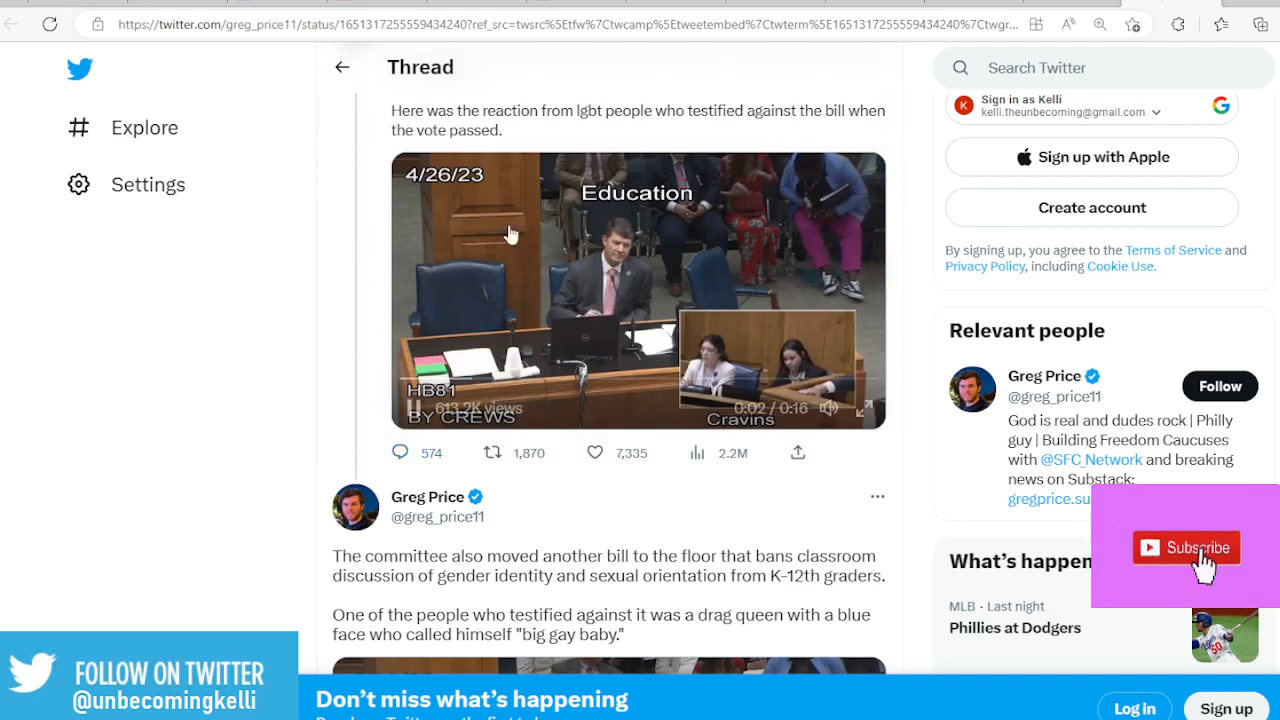 https://twitter.com/greg_price11/status/1651317255559434240?ref_src=twsrc%5Etfw%7Ctwcamp%5Etweetembed%7Ctwterm%5E1651317255559434240%7Ctwgr...
Thread
Search Twitter
Explore
Settings
Here was the reaction from lgbt people who testified against the bill when
the vote passed.
4/26/23
Education
HB81
613.2K views
BY CREWS
0:02 / 0:16
Cravins
574
1,870
7,335
2.2M
Greg Price
@greg_price11
The committee also moved another bill to the floor that bans classroom
discussion of gender identity and sexual orientation from K-12th graders.
One of the people who testified against it was a drag queen with a blue
face who called himself "big gay baby."
K
Sign in as Kelli
kelli.theunbecoming@gmail.com
Sign up with Apple
Create account
By signing up, you agree to the Terms of Service and
Privacy Policy, including Cookie Use.
Relevant people
Greg Price
@greg_price11
Follow
God is real and dudes rock | Philly
guy | Building Freedom Caucuses
with @SFC_Network and breaking
news on Substack:
gregprice.su
Subscribe
What's happen
MLB · Last night
Phillies at Dodgers
50
FOLLOW ON TWITTER
@unbecomingkelli
Don't miss what's happening
Log in
Sign up